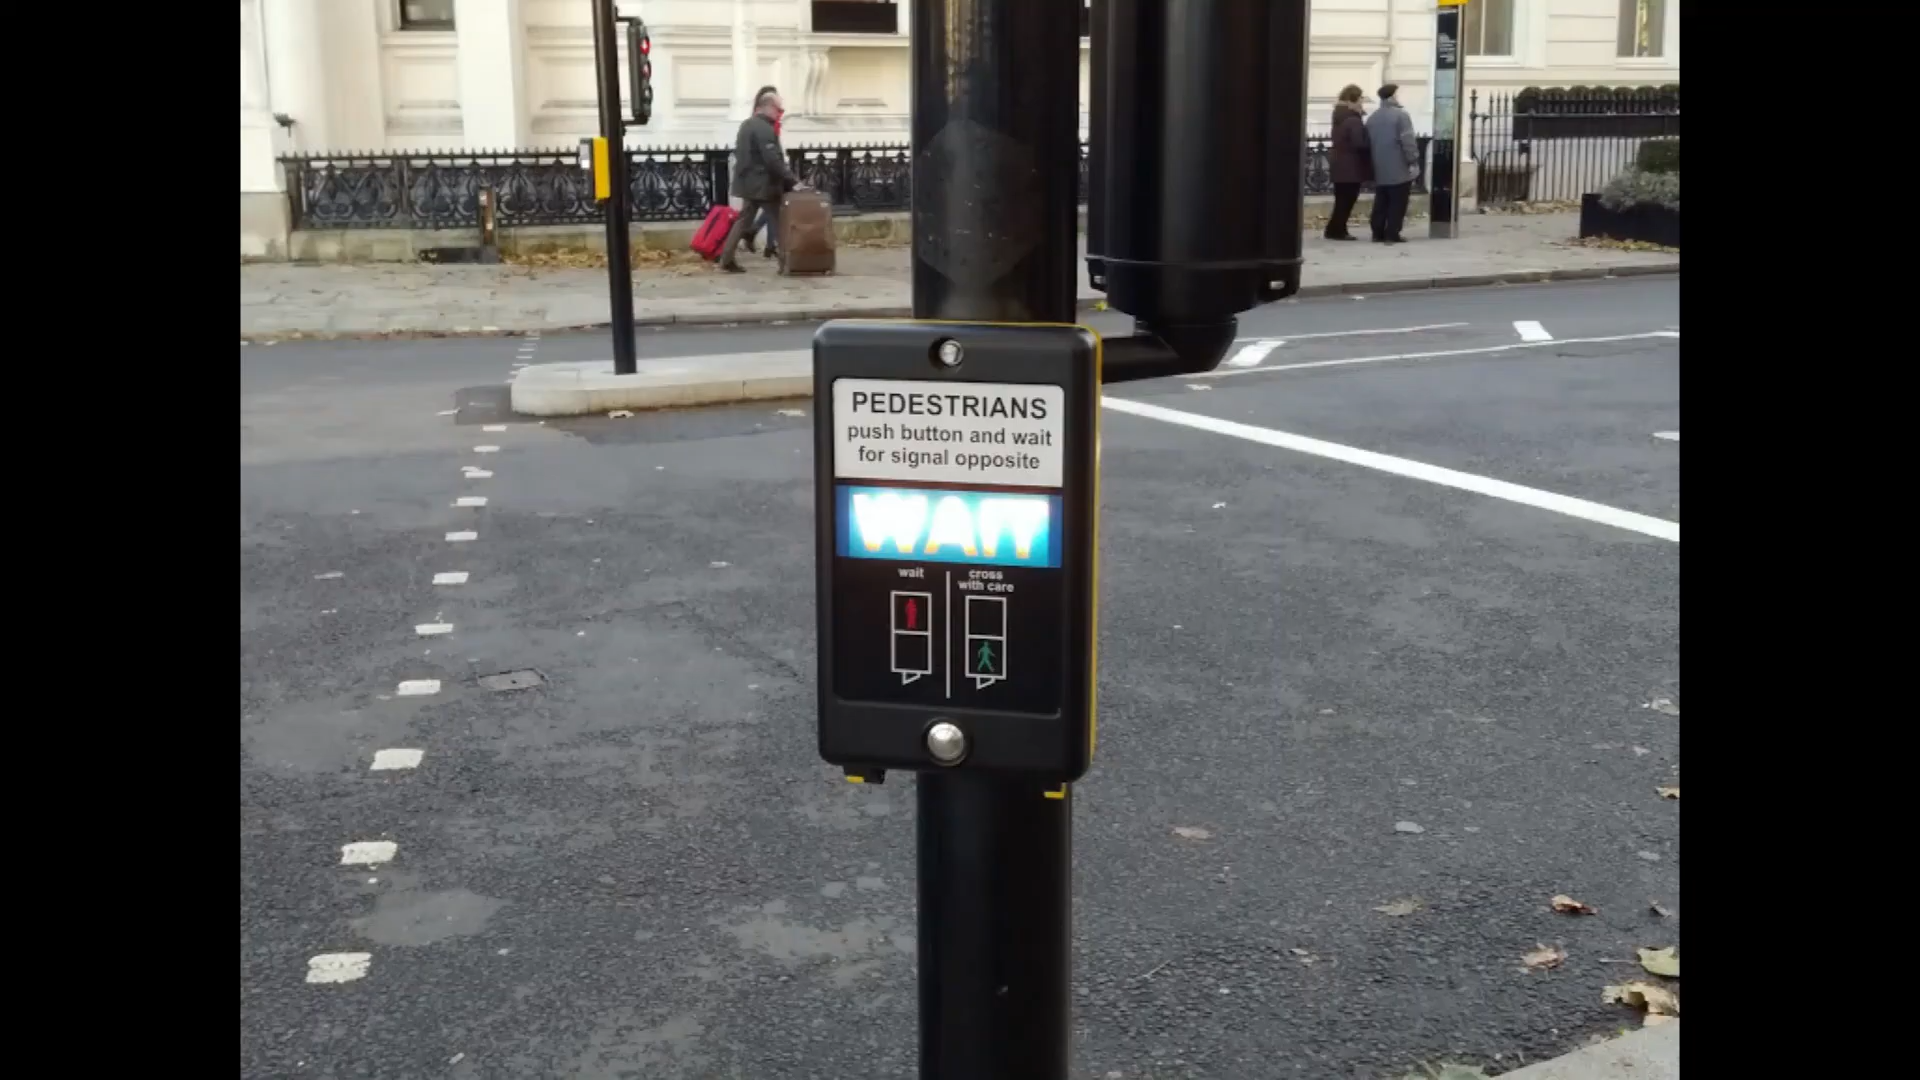 PEDESTRIANS
push button and wait
for signal opposite
WAIT
wait
cross
with care